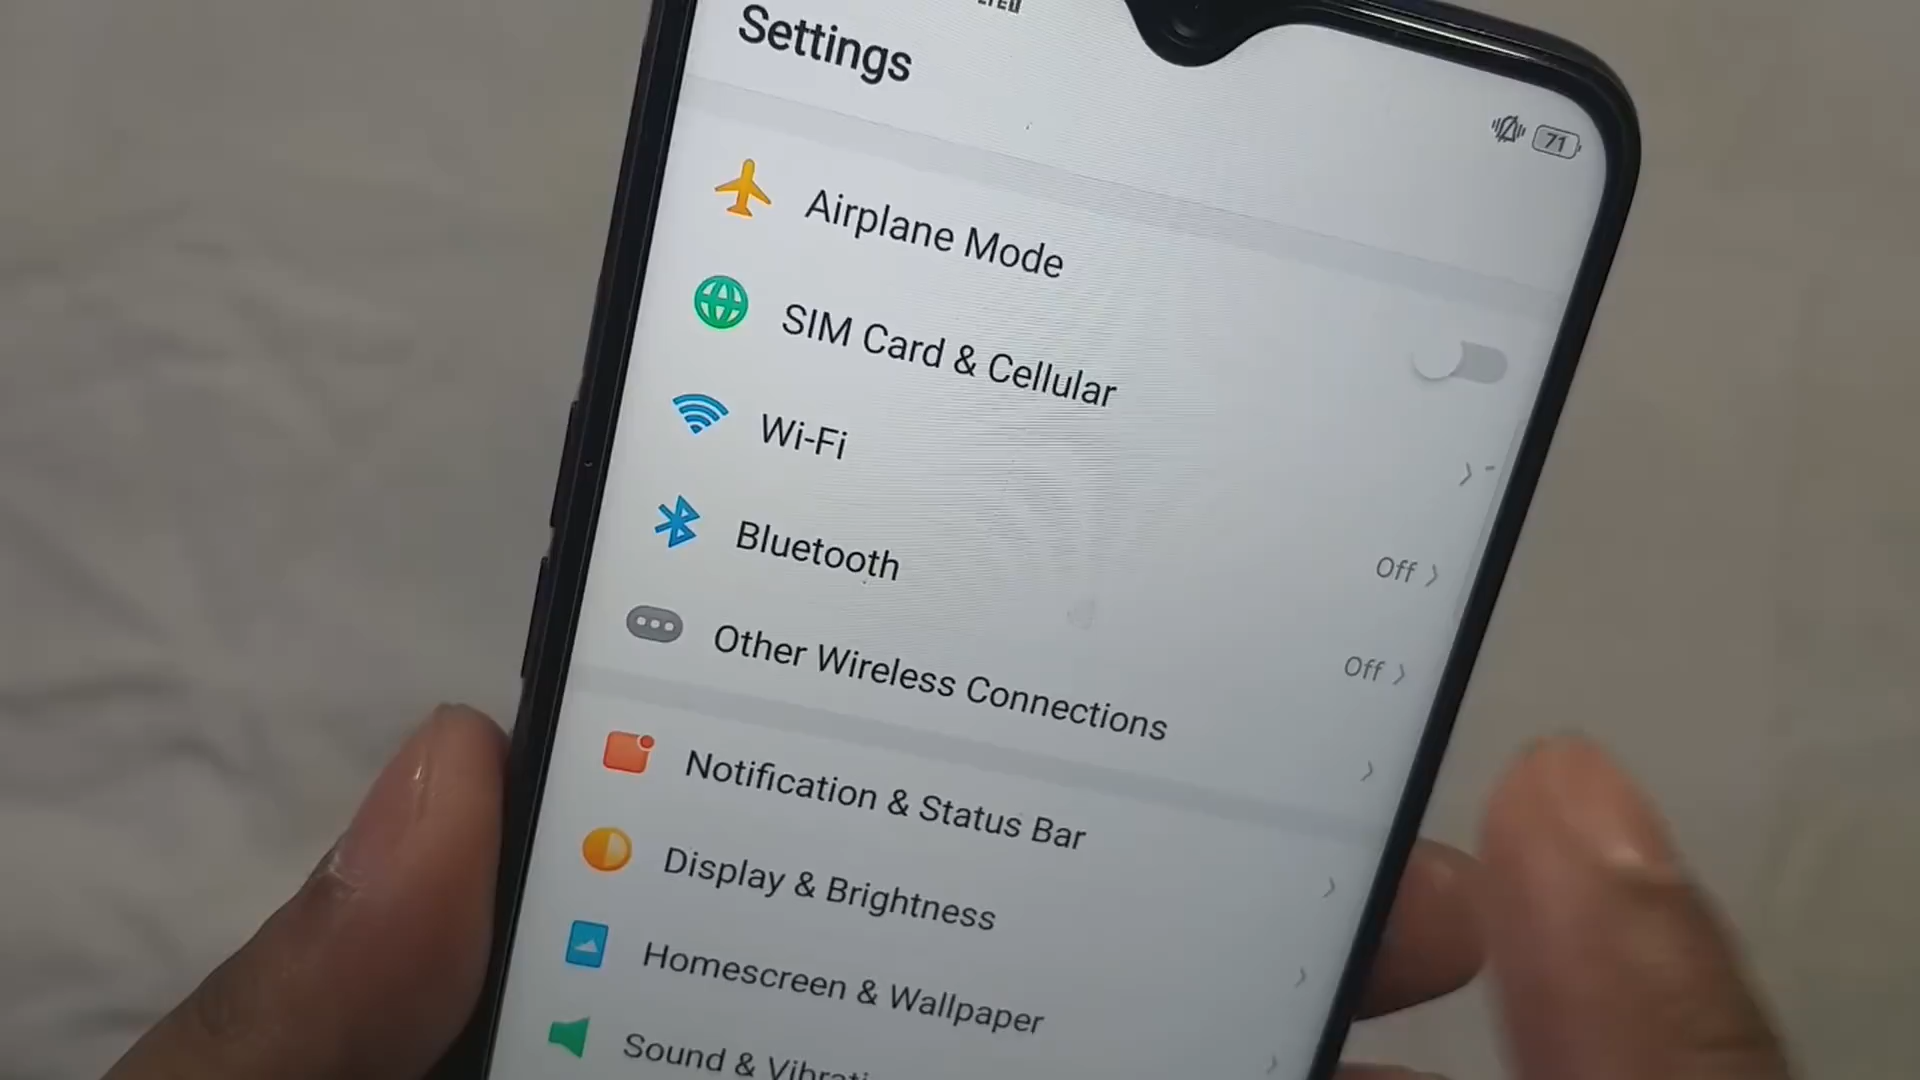 Settings
71
Airplane Mode
SIM Card & Cellular
Wi-Fi
Off
Bluetooth
Off
Other Wireless Connections
Notification & Status Bar
Display & Brightness
Homescreen & Wallpaper
Sound &